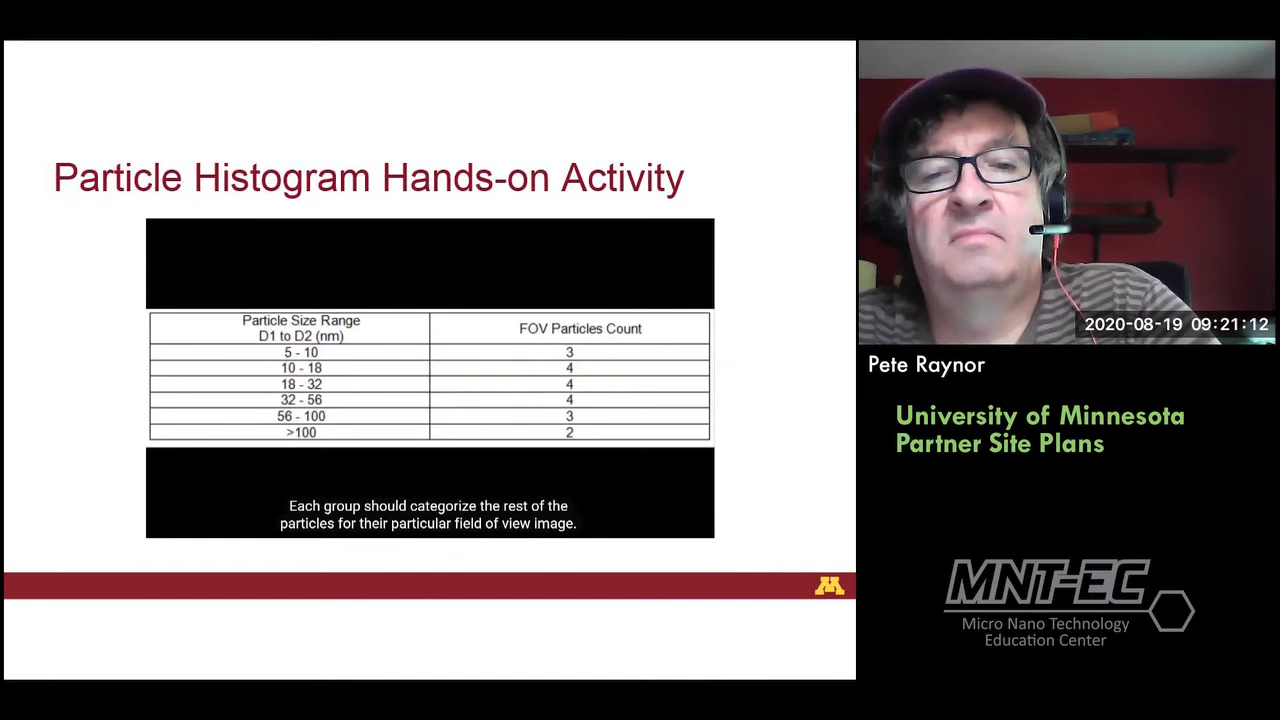 Particle Histogram Hands-on Activity
Particle Size Range
D1 to D2 (nm)
FOV Particles Count
5 - 10 3
10 - 18 4
18 - 32 4
32 - 56 4
56 - 100 3
>100 2
Each group should categorize the rest of the
particles for their particular field of view image.
M
2020-08-19 09:21:12
Pete Raynor
University of Minnesota
Partner Site Plans
MNT-EC
Micro Nano Technology
Education Center